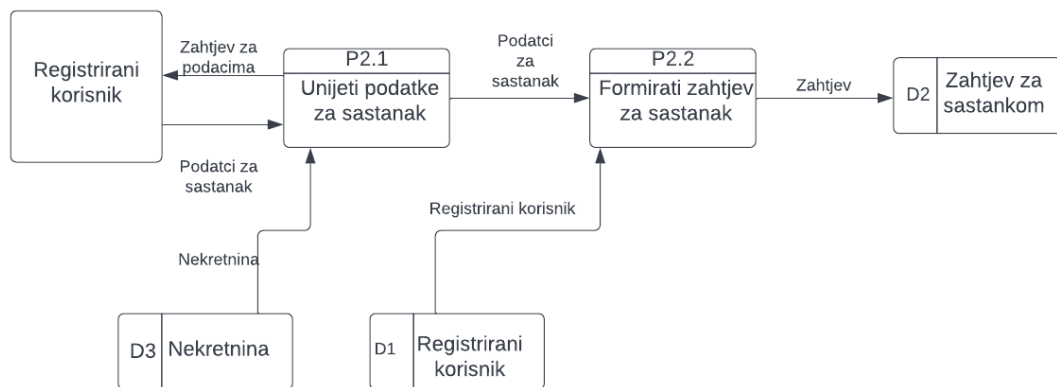 Registrirani
korisnik
Zahtjev za
podacima
Podatci za
sastanak
P2.1
Unijeti podatke
za sastanak
Podatci
za
sastanak
P2.2
Formirati zahtjev
za sastanak
Zahtjev
D2
Zahtjev za
sastankom
Registrirani korisnik
Nekretnina
D3
Nekretnina
D1
Registrirani
korisnik